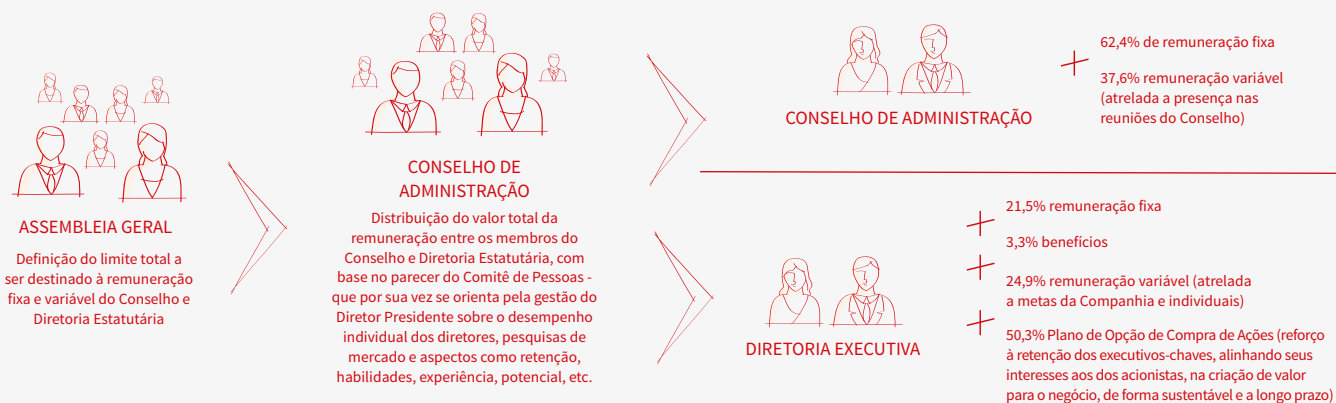 ASSEMBLEIA GERAL
Definição do limite total a
ser destinado à remuneração
fixa e variável do Conselho e
Diretoria Estatutária
CONSELHO DE
ADMINISTRAÇÃO
Distribuição do valor total da
remuneração entre os membros do
Conselho e Diretoria Estatutária, com
base no parecer do Comitê de Pessoas -
que por sua vez se orienta pela gestão do
Diretor Presidente sobre o desempenho
individual dos diretores, pesquisas de
mercado e aspectos como retenção,
habilidades, experiência, potencial, etc.
CONSELHO DE ADMINISTRAÇÃO
62,4% de remuneração fixa
37,6% remuneração variável
(atrelada a presença nas
reuniões do Conselho)
DIRETORIA EXECUTIVA
21,5% remuneração fixa
3,3% benefícios
24,9% remuneração variável (atrelada
a metas da Companhia e individuais)
50,3% Plano de Opção de Compra de Ações (reforço
à retenção dos executivos-chaves, alinhando seus
interesses aos dos acionistas, na criação de valor
para o negócio, de forma sustentável e a longo prazo)